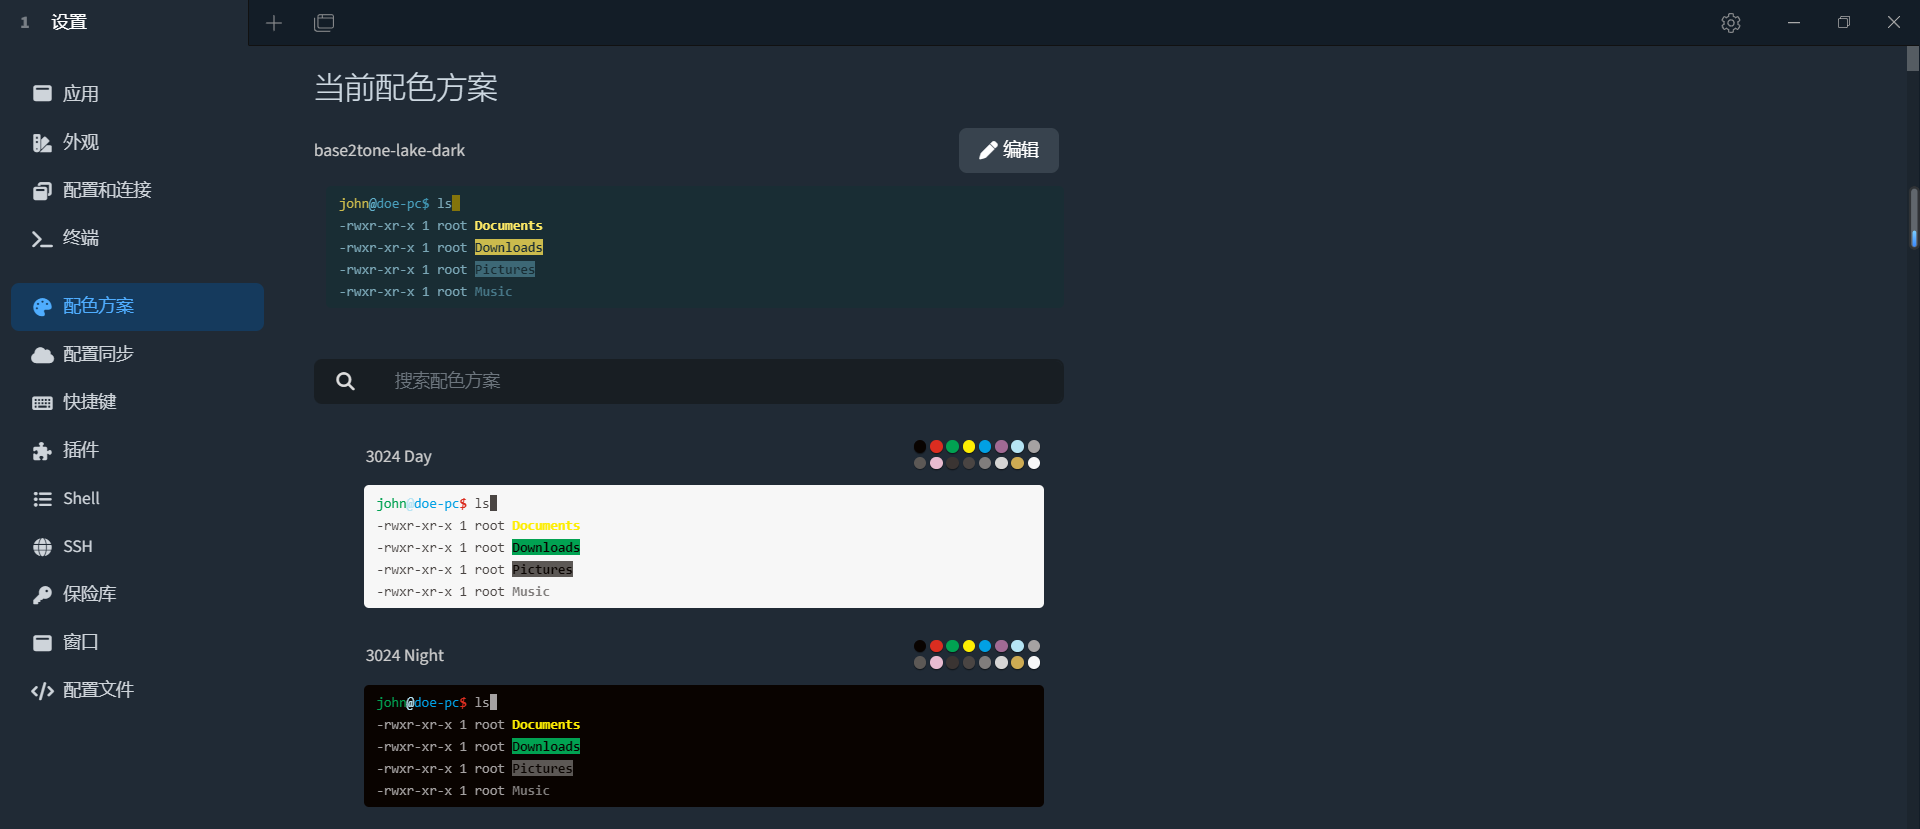 1 设置
应用
外观
配置和连接
终端
配色方案
配置同步
快捷键
插件
Shell
SSH
保险库
窗口
配置文件
当前配色方案
base2tone-lake-dark
编辑
john@doe-pc$ ls
-rwxr-xr-x 1 root Documents
-rwxr-xr-x 1 root Downloads
-rwxr-xr-x 1 root Pictures
-rwxr-xr-x 1 root Music
搜索配色方案
3024 Day
john@doe-pc$ ls
-rwxr-xr-x 1 root Documents
-rwxr-xr-x 1 root Downloads
-rwxr-xr-x 1 root Pictures
-rwxr-xr-x 1 root Music
3024 Night
john@doe-pc$ ls
-rwxr-xr-x 1 root Documents
-rwxr-xr-x 1 root Downloads
-rwxr-xr-x 1 root Pictures
-rwxr-xr-x 1 root Music